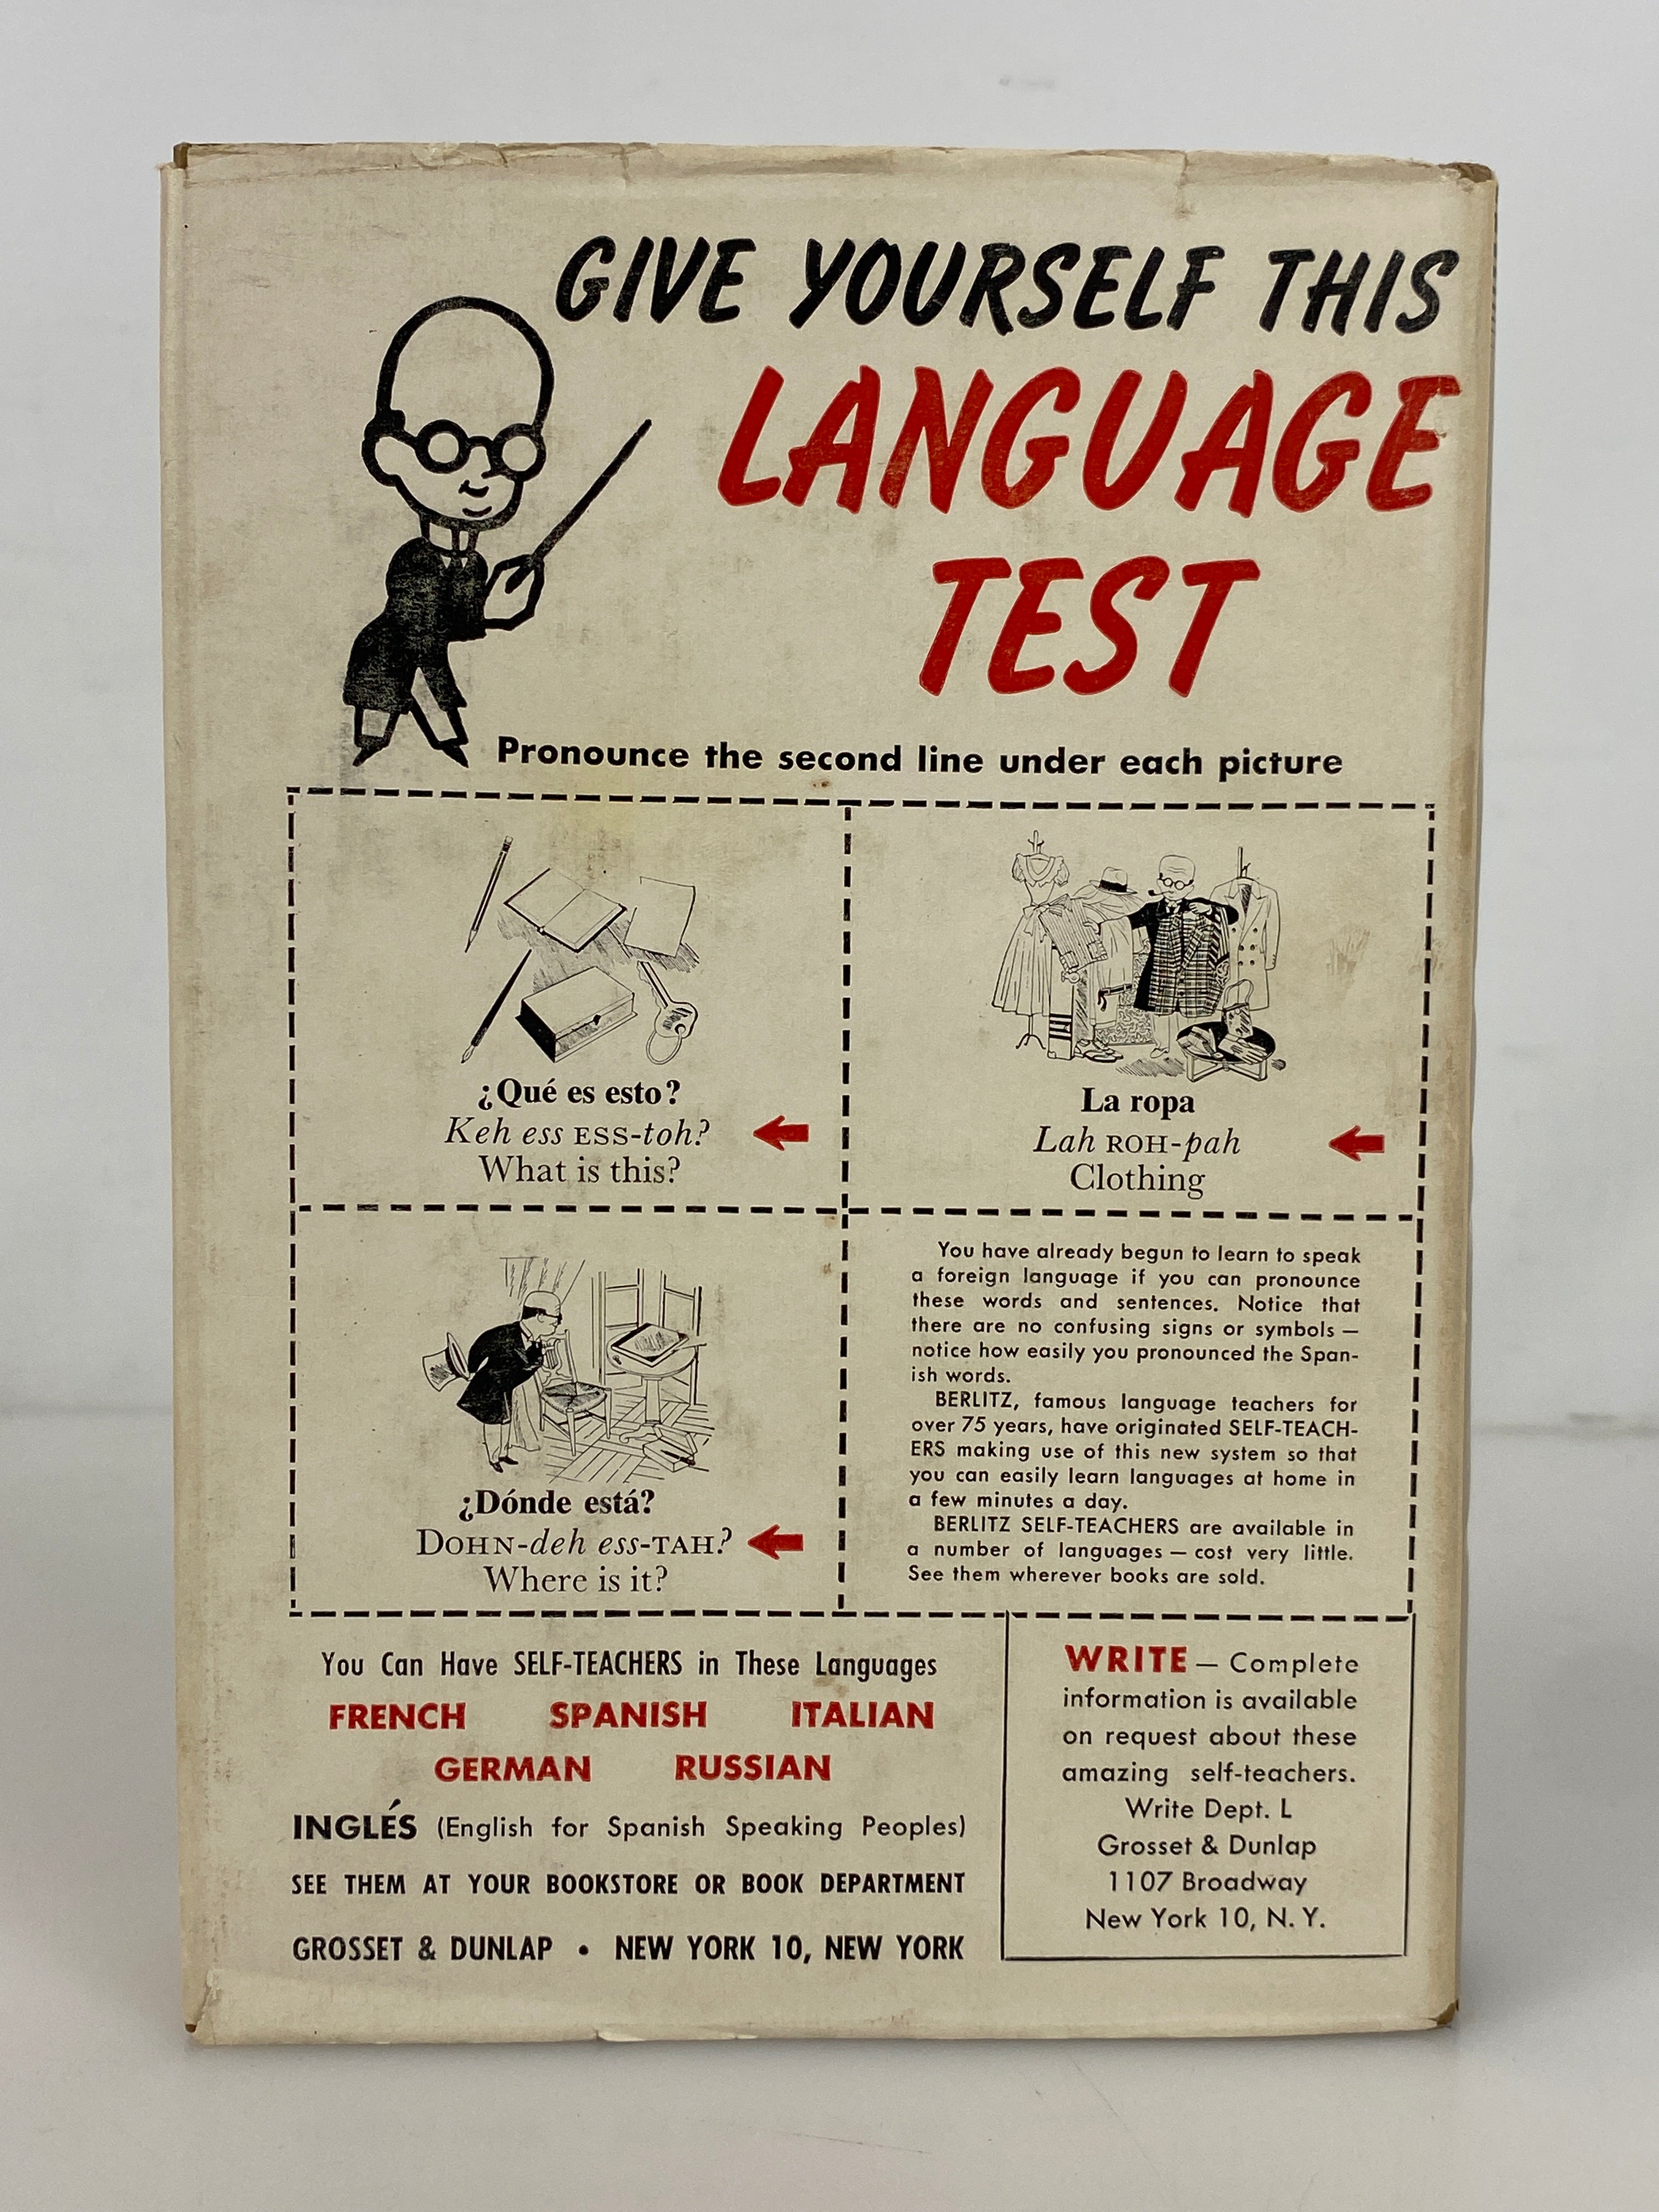 GIVE YOURSELF THIS
LANGUAGE
TEST
Pronounce the second line under each picture
¿Qué es esto?
Keh ess ESS-toh?
What is this?
La ropa
Lah ROH-pah
Clothing
¿Dónde está?
DOHN-deh ess-TAH?
Where is it?
You have already begun to learn to speak
a foreign language if you can pronounce
these words and sentences. Notice that
there are no confusing signs or symbols —
notice how easily you pronounced the Span-
ish words.
BERLITZ, famous language teachers for
over 75 years, have originated SELF-TEACH-
ERS making use of this new system so that
you can easily learn languages at home in
a few minutes a day.
BERLITZ SELF-TEACHERS are available in
a number of languages — cost very little.
See them wherever books are sold.
You Can Have SELF-TEACHERS in These Languages
FRENCH SPANISH ITALIAN
GERMAN RUSSIAN
INGLÉS (English for Spanish Speaking Peoples)
SEE THEM AT YOUR BOOKSTORE OR BOOK DEPARTMENT
GROSSET & DUNLAP • NEW YORK 10, NEW YORK
WRITE — Complete
information is available
on request about these
amazing self-teachers.
Write Dept. L
Grosset & Dunlap
1107 Broadway
New York 10, N. Y.